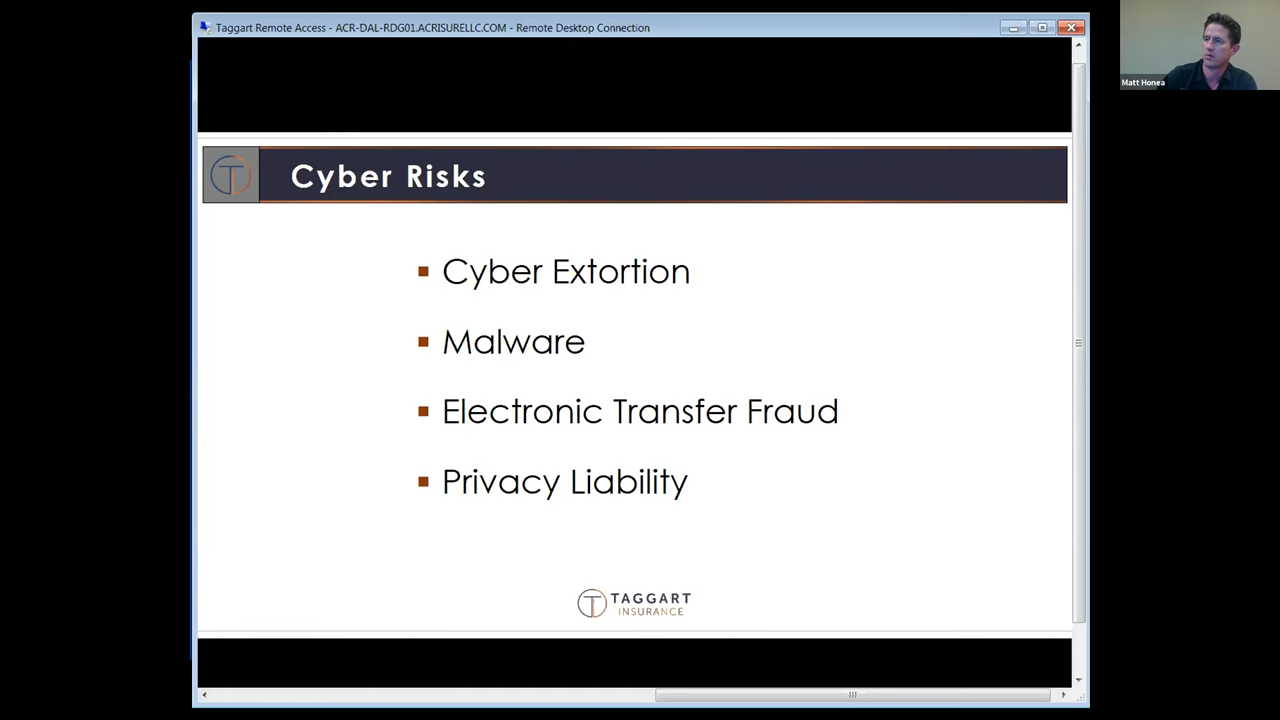 Taggart Remote Access - ACR-DAL-RDG01.ACRISURELLC.COM - Remote Desktop Connection
Matt Honea
Cyber Risks
Cyber Extortion
Malware
Electronic Transfer Fraud
Privacy Liability
TAGGART
INSURANCE